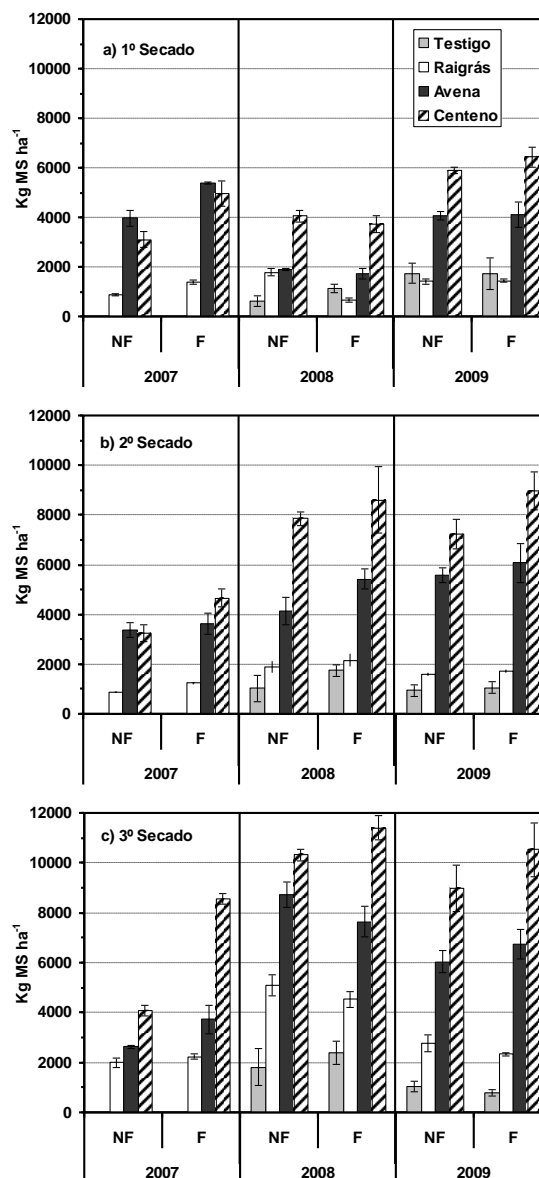 12000
10000
8000
6000
4000
2000
0
Kg MS ha⁻¹
a) 1º Secado
Testigo
Raigrás
Avena
Centeno
NF F NF F NF F
2007 2008 2009
12000
10000
8000
6000
4000
2000
0
Kg MS ha⁻¹
b) 2º Secado
NF F NF F NF F
2007 2008 2009
12000
10000
8000
6000
4000
2000
0
Kg MS ha⁻¹
c) 3º Secado
NF F NF F NF F
2007 2008 2009